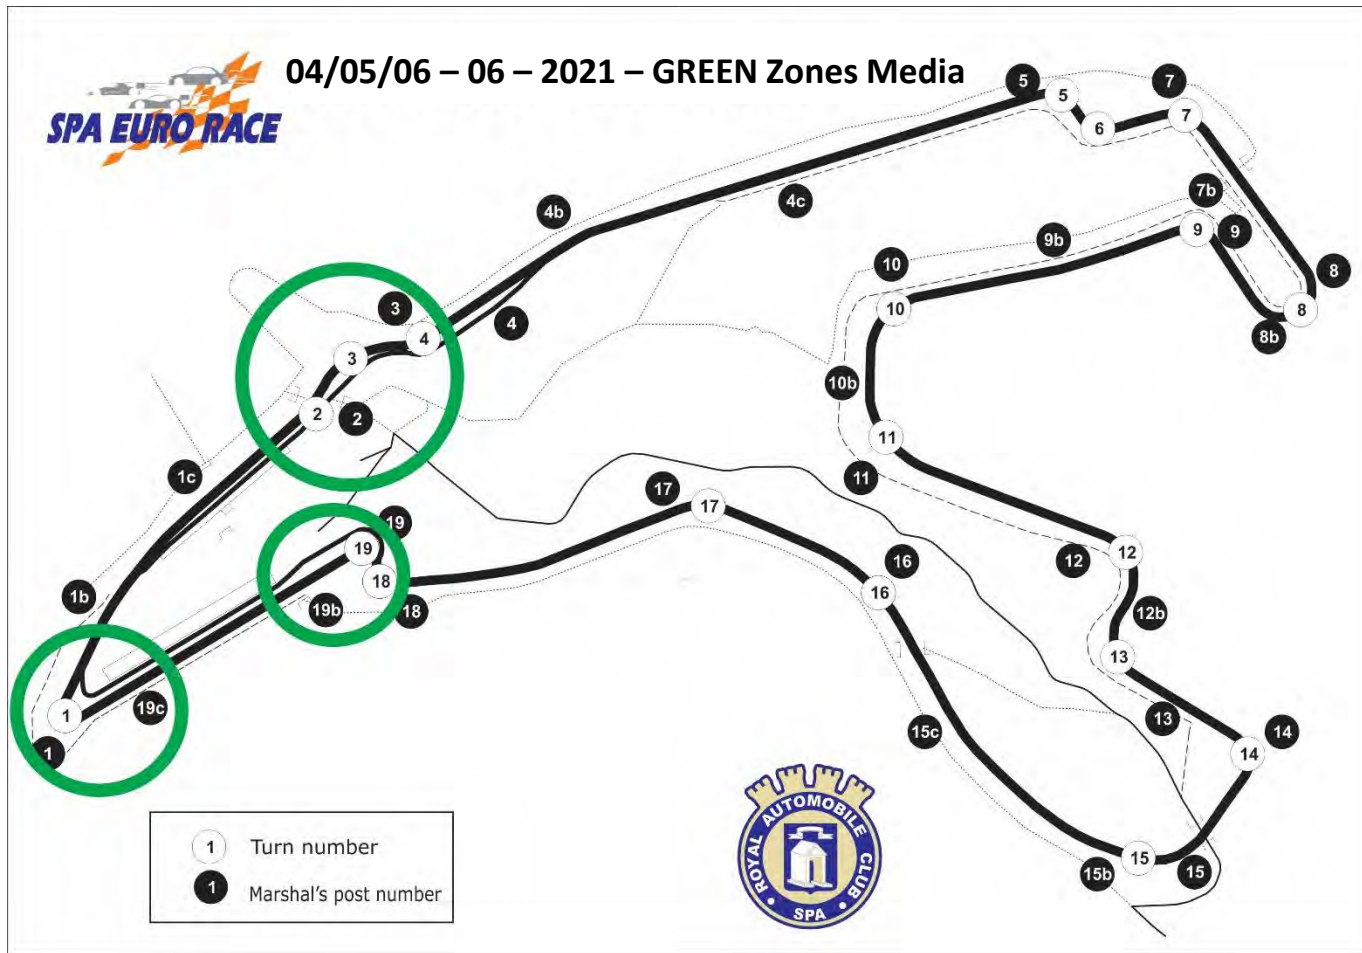 04/05/06 – 06 – 2021 – GREEN Zones Media
SPA EURO RACE
5
7
5
6
7
4b
4c
7b
9
9
9b
8
10
8
10
8b
3
4
4
3
2
2
10b
11
11
1c
17
17
19
19
18
18
19b
16
16
12
12
12b
1b
13
13
1
19c
1
15c
14
14
15
15
15b
1 Turn number
1 Marshal's post number
ROYAL AUTOMOBILE CLUB
SPA